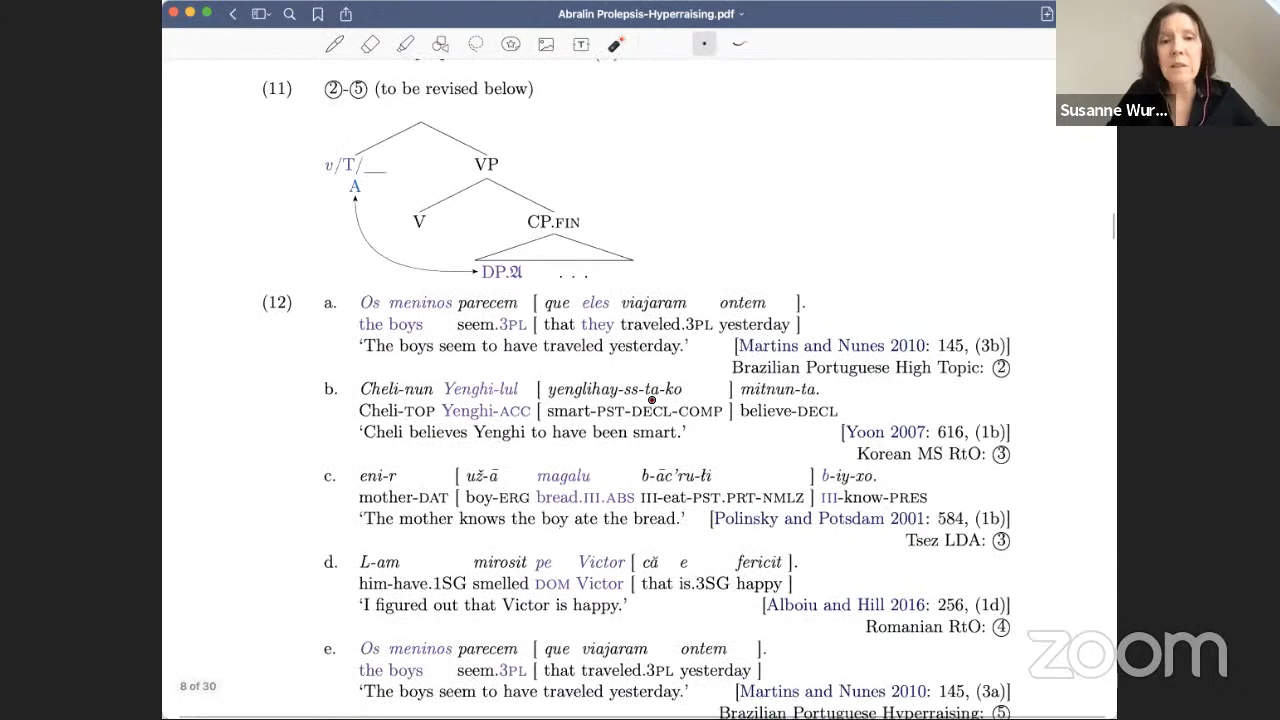 Abralin Prolepsis-Hyperraising.pdf
Susanne Wur...
(11) ②-⑤ (to be revised below)
v/T/__ VP
A
V CP.FIN
DP.𝔄 . . .
(12) a. Os meninos parecem [ que eles viajaram ontem ].
the boys seem.3PL [ that they traveled.3PL yesterday ]
‘The boys seem to have traveled yesterday.’ [Martins and Nunes 2010: 145, (3b)]
Brazilian Portuguese High Topic: ②
b. Cheli-nun Yenghi-lul [ yenglihay-ss-ta-ko ] mitnun-ta.
Cheli-TOP Yenghi-ACC [ smart-PST-DECL-COMP ] believe-DECL
‘Cheli believes Yenghi to have been smart.’ [Yoon 2007: 616, (1b)]
Korean MS RtO: ③
c. eni-r [ už-ā magalu b-āc’ru-łi ] b-iy-xo.
mother-DAT [ boy-ERG bread.III.ABS III-eat-PST.PRT-NMLZ ] III-know-PRES
‘The mother knows the boy ate the bread.’ [Polinsky and Potsdam 2001: 584, (1b)]
Tsez LDA: ③
d. L-am mirosit pe Victor [ că e fericit ].
him-have.1SG smelled DOM Victor [ that is.3SG happy ]
‘I figured out that Victor is happy.’ [Alboiu and Hill 2016: 256, (1d)]
Romanian RtO: ④
e. Os meninos parecem [ que viajaram ontem ].
the boys seem.3PL [ that traveled.3PL yesterday ]
8 of 30
‘The boys seem to have traveled yesterday.’ [Martins and Nunes 2010: 145, (3a)]
Brazilian Portuguese Hyperraising: ⑤
zoom